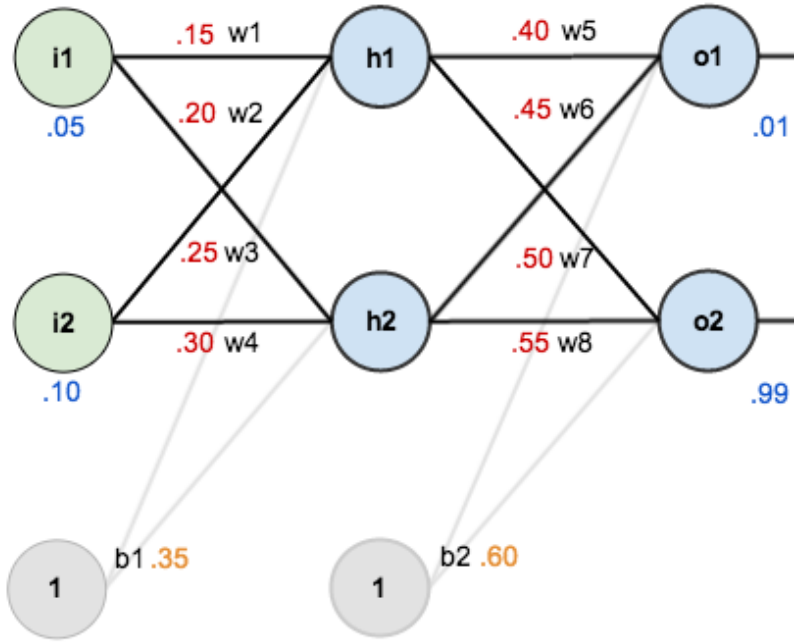 .15 w1
.40 w5
i1
h1
o1
.20 w2
.45 w6
.05
.01
.25 w3
.50 w7
i2
h2
o2
.30 w4
.55 w8
.10
.99
b1 .35
b2 .60
1
1